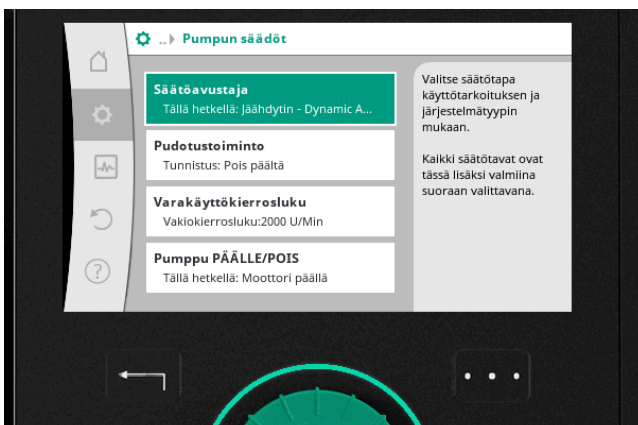 ..▸ Pumpun säädöt
Säätöavustaja
Tällä hetkellä: Jäähdytin - Dynamic A...
Pudotustoiminto
Tunnistus: Pois päältä
Varakäyttökierrosluku
Vakiokierrosluku:2000 U/Min
Pumppu PÄÄLLE/POIS
Tällä hetkellä: Moottori päällä
Valitse säätötapa
käyttötarkoituksen ja
järjestelmätyypin
mukaan.
Kaikki säätötavat ovat
tässä lisäksi valmiina
suoraan valittavana.
?